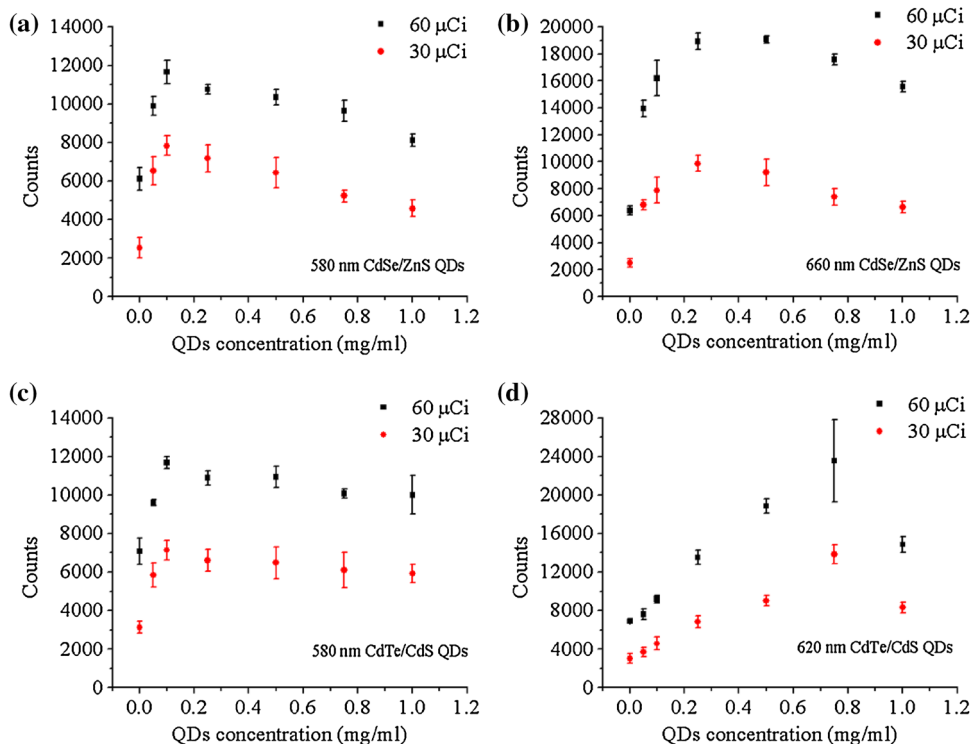 (a)
14000
12000
10000
8000
6000
4000
2000
0
Counts
60 μCi
30 μCi
580 nm CdSe/ZnS QDs
0.0 0.2 0.4 0.6 0.8 1.0 1.2
QDs concentration (mg/ml)
(b)
20000
18000
16000
14000
12000
10000
8000
6000
4000
2000
0
Counts
60 μCi
30 μCi
660 nm CdSe/ZnS QDs
0.0 0.2 0.4 0.6 0.8 1.0 1.2
QDs concentration (mg/ml)
(c)
14000
12000
10000
8000
6000
4000
2000
0
Counts
60 μCi
30 μCi
580 nm CdTe/CdS QDs
0.0 0.2 0.4 0.6 0.8 1.0 1.2
QDs concentration (mg/ml)
(d)
28000
24000
20000
16000
12000
8000
4000
0
Counts
60 μCi
30 μCi
620 nm CdTe/CdS QDs
0.0 0.2 0.4 0.6 0.8 1.0 1.2
QDs concentration (mg/ml)